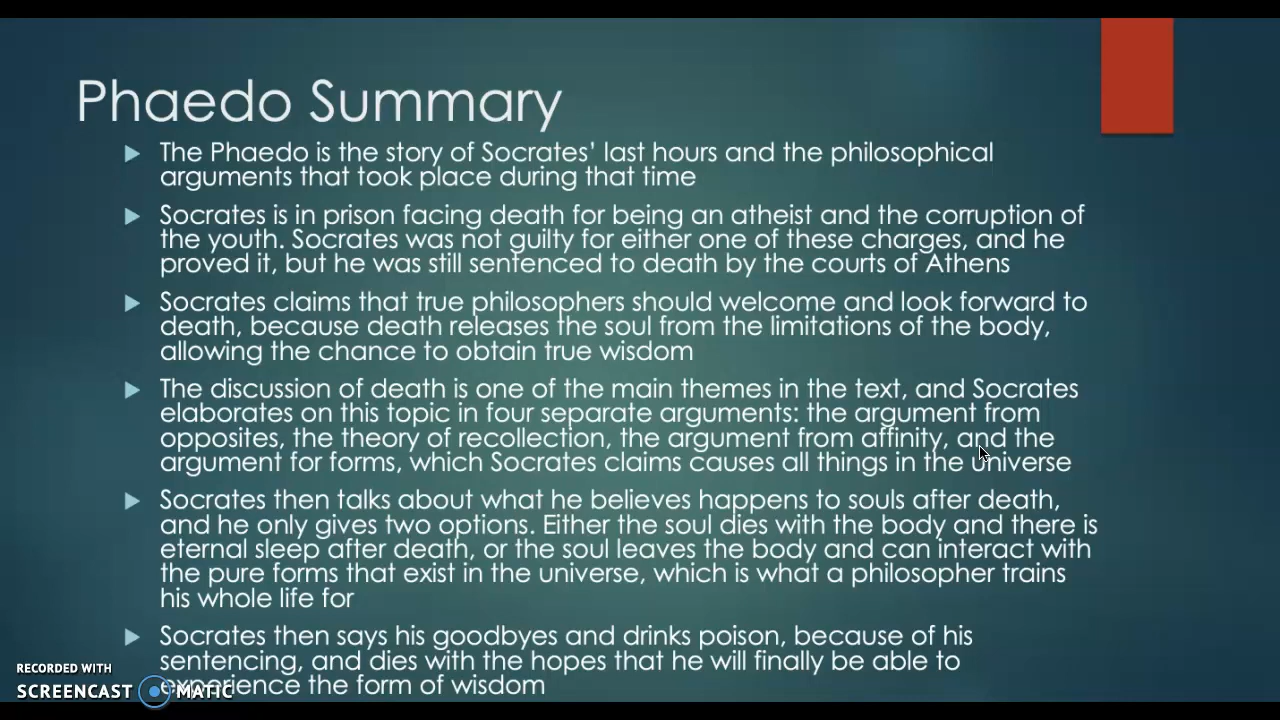 Phaedo Summary
The Phaedo is the story of Socrates’ last hours and the philosophical
arguments that took place during that time
Socrates is in prison facing death for being an atheist and the corruption of
the youth. Socrates was not guilty for either one of these charges, and he
proved it, but he was still sentenced to death by the courts of Athens
Socrates claims that true philosophers should welcome and look forward to
death, because death releases the soul from the limitations of the body,
allowing the chance to obtain true wisdom
The discussion of death is one of the main themes in the text, and Socrates
elaborates on this topic in four separate arguments: the argument from
opposites, the theory of recollection, the argument from affinity, and the
argument for forms, which Socrates claims causes all things in the universe
Socrates then talks about what he believes happens to souls after death,
and he only gives two options. Either the soul dies with the body and there is
eternal sleep after death, or the soul leaves the body and can interact with
the pure forms that exist in the universe, which is what a philosopher trains
his whole life for
Socrates then says his goodbyes and drinks poison, because of his
sentencing, and dies with the hopes that he will finally be able to
experience the form of wisdom
RECORDED WITH
SCREENCAST MATIC